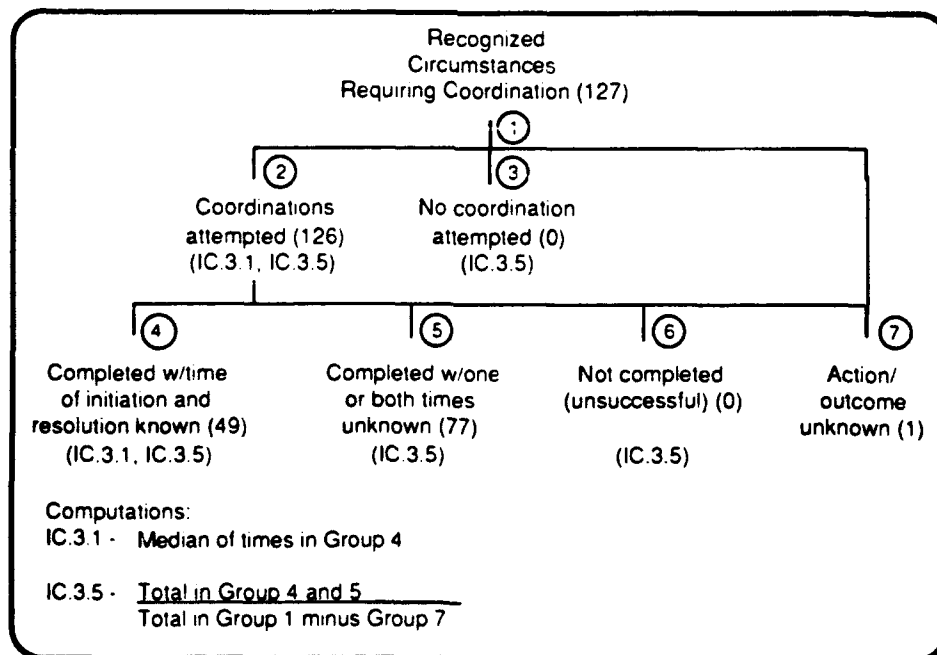 Recognized
Circumstances
Requiring Coordination (127)
1
2
3
Coordinations
attempted (126)
(IC.3.1, IC.3.5)
No coordination
attempted (0)
(IC.3.5)
4
5
6
7
Completed w/time
of initiation and
resolution known (49)
(IC.3.1, IC.3.5)
Completed w/one
or both times
unknown (77)
(IC.3.5)
Not completed
(unsuccessful) (0)
(IC.3.5)
Action/
outcome
unknown (1)
Computations:
IC.3.1 - Median of times in Group 4
IC.3.5 - Total in Group 4 and 5
Total in Group 1 minus Group 7